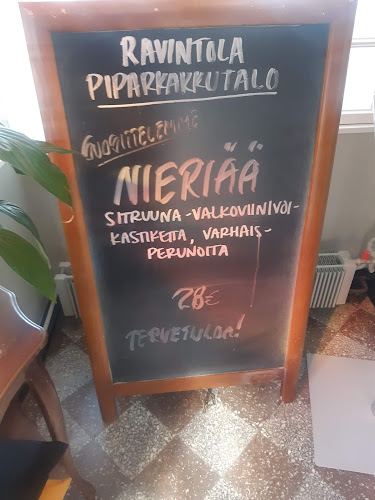 RAVINTOLA
PIPARKAKKUTALO
SUOSITTELEMME
NIERIÄÄ
SITRUUNA-VALKOVIINIVOI-
KASTIKETTA, VARHAIS-
PERUNOITA
28€
TERVETULOA!